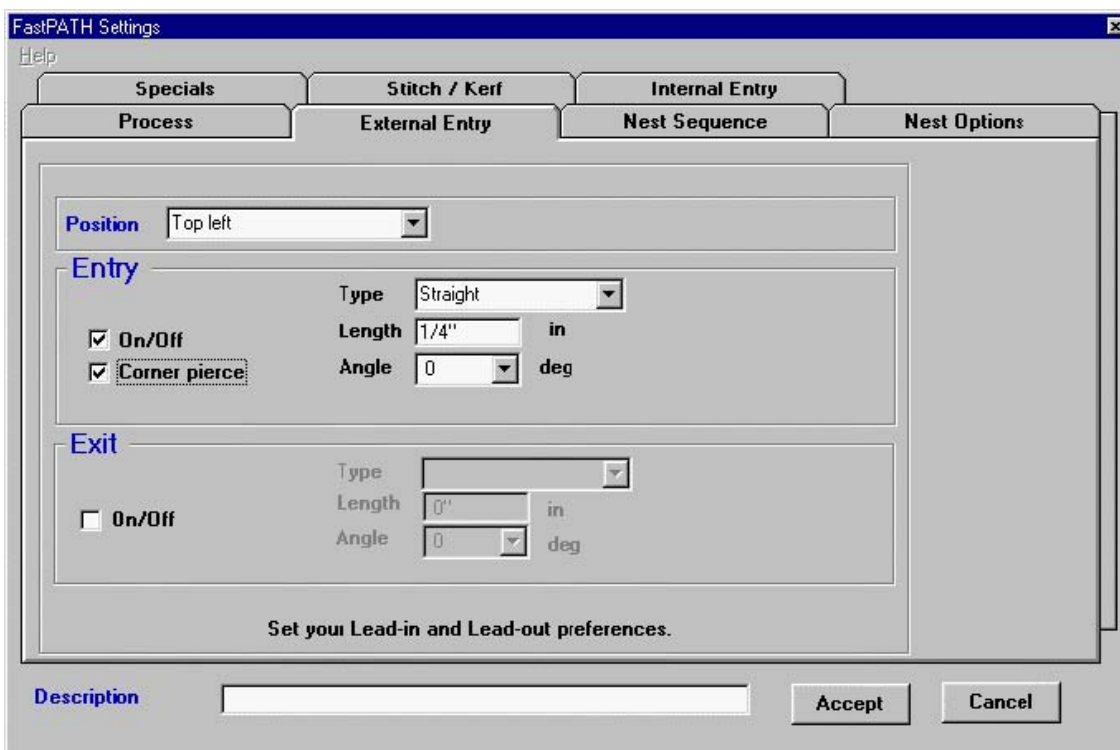 FastPATH Settings
Help
Specials
Stitch / Kerf
Internal Entry
Process
External Entry
Nest Sequence
Nest Options
Position
Top left
Entry
Type
Straight
On/Off
Length
1/4"
in
Corner pierce
Angle
0
deg
Exit
Type
On/Off
Length
0"
in
Angle
0
deg
Set your Lead-in and Lead-out preferences.
Description
Accept
Cancel